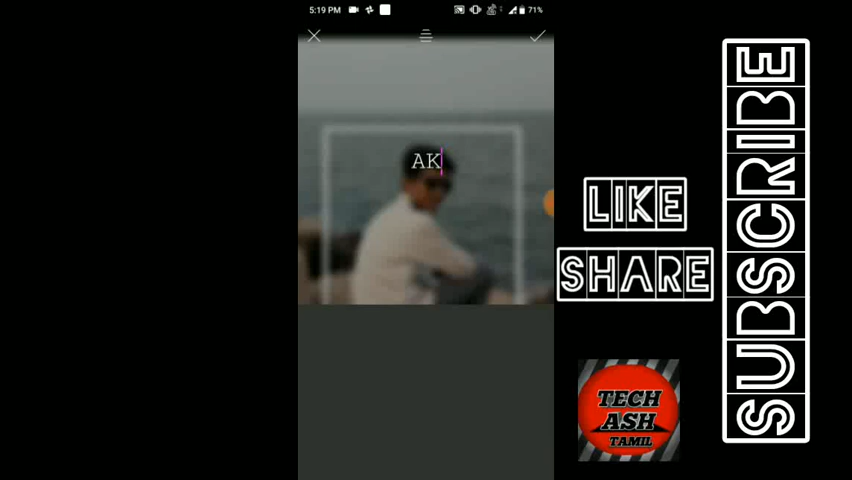 5:19 PM
71%
AK
LIKE
SHARE
SUBSCRIBE
TECH
ASH
TAMIL